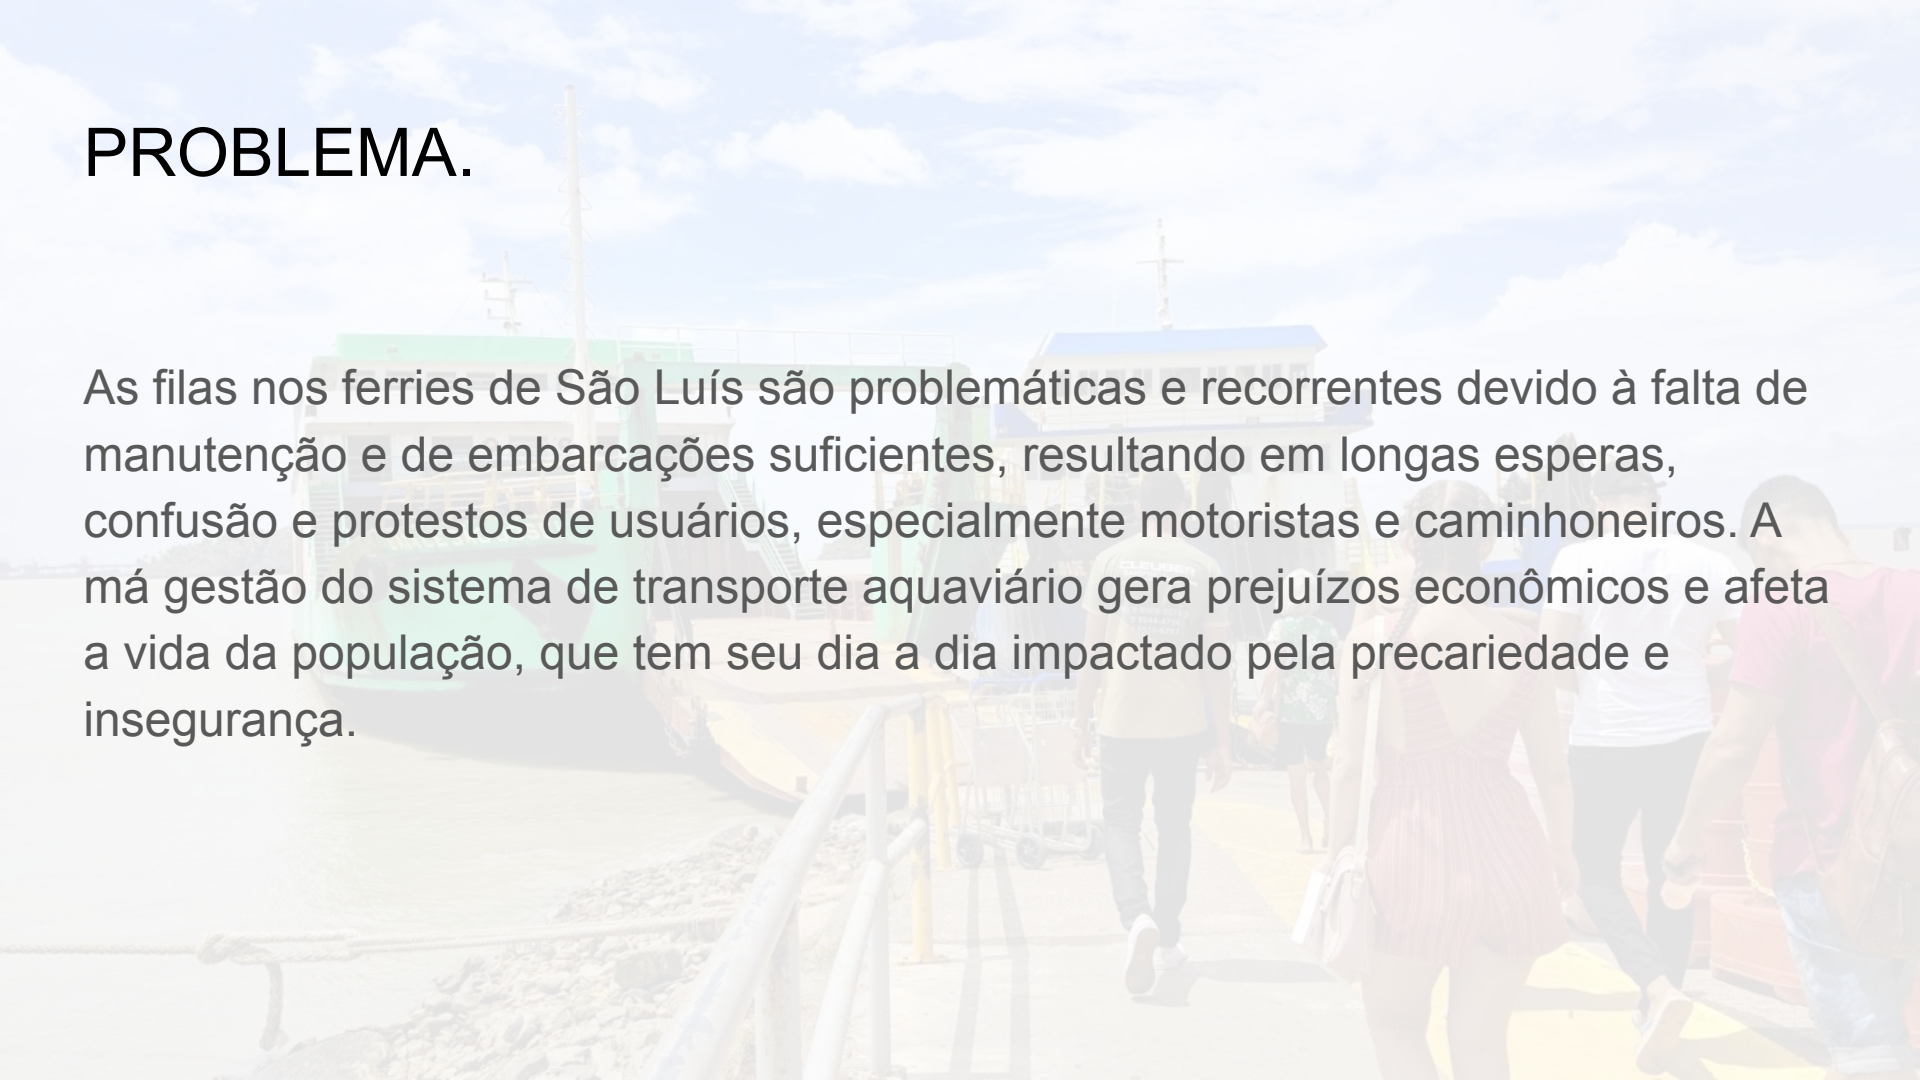 PROBLEMA.
As filas nos ferries de São Luís são problemáticas e recorrentes devido à falta de
manutenção e de embarcações suficientes, resultando em longas esperas,
confusão e protestos de usuários, especialmente motoristas e caminhoneiros. A
má gestão do sistema de transporte aquaviário gera prejuízos econômicos e afeta
a vida da população, que tem seu dia a dia impactado pela precariedade e
insegurança.
CLEUBER